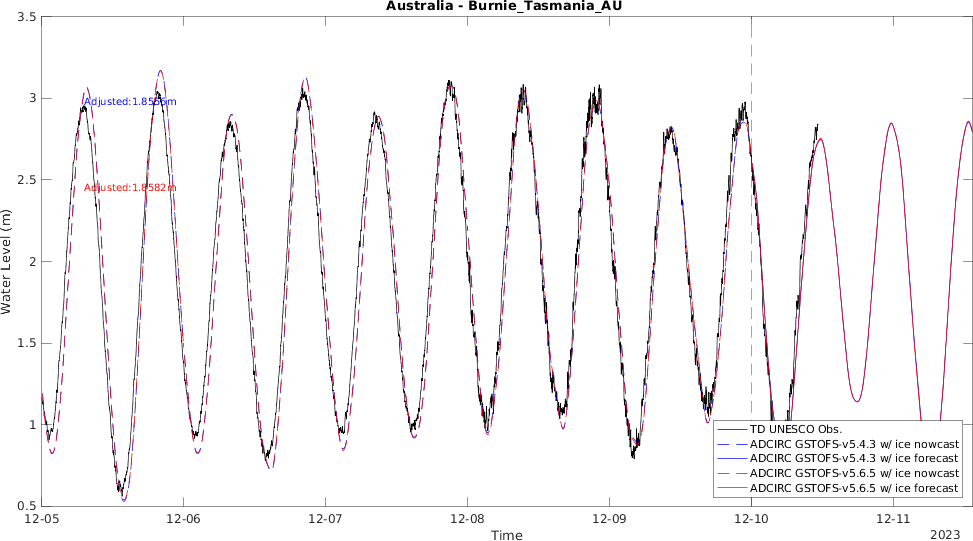 Australia - Burnie_Tasmania_AU
3.5
3
2.5
2
1.5
1
0.5
Water Level (m)
Adjusted:1.8556m
Adjusted:1.8582m
TD UNESCO Obs.
ADCIRC GSTOFS-v5.4.3 w/ ice nowcast
ADCIRC GSTOFS-v5.4.3 w/ ice forecast
ADCIRC GSTOFS-v5.6.5 w/ ice nowcast
ADCIRC GSTOFS-v5.6.5 w/ ice forecast
12-05 12-06 12-07 12-08 12-09 12-10 12-11
Time
2023